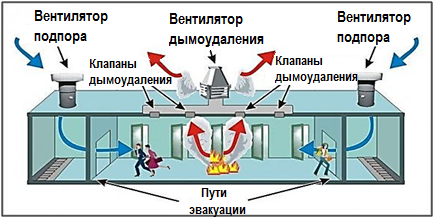 Вентилятор
подпора
Вентилятор
дымоудаления
Вентилятор
подпора
Клапаны
дымоудаления
Клапаны
дымоудаления
Пути
эвакуации